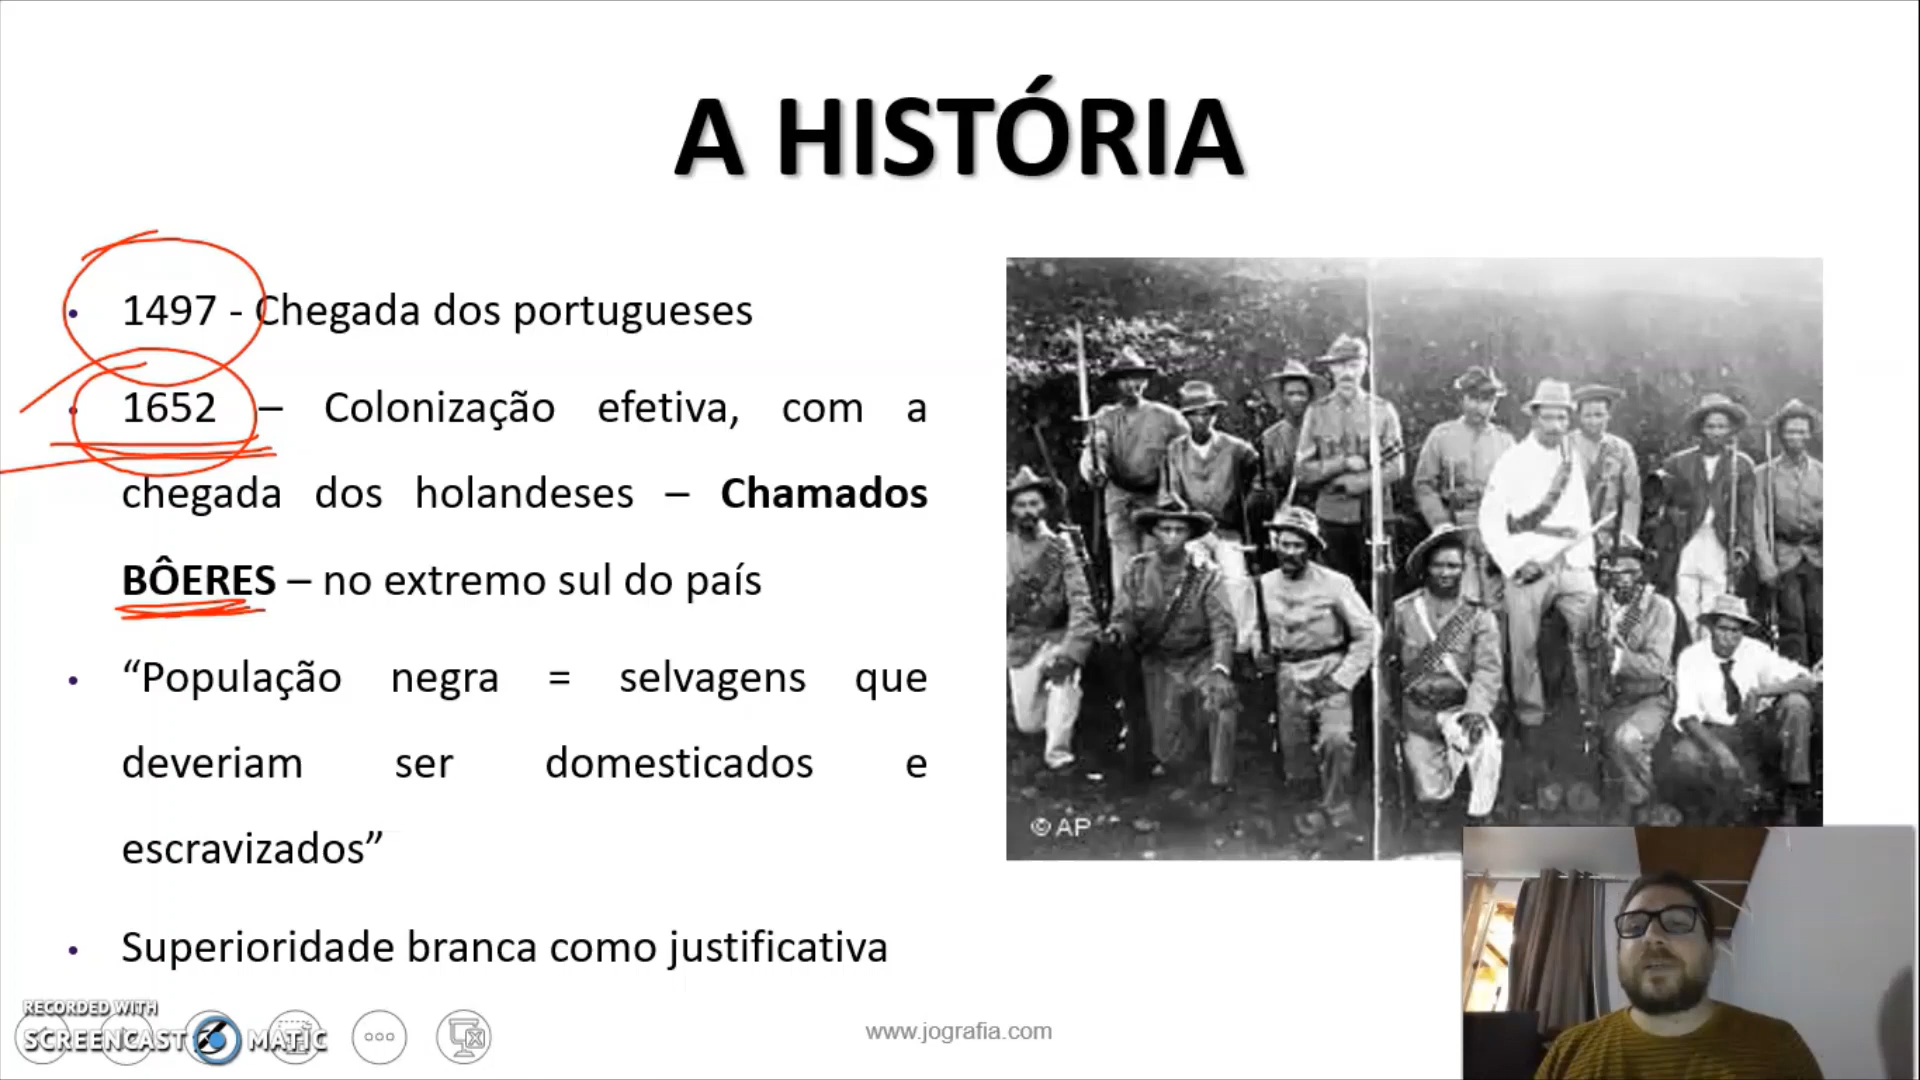 A HISTÓRIA
• 1497 - Chegada dos portugueses
• 1652 – Colonização efetiva, com a
chegada dos holandeses – Chamados
BÔERES – no extremo sul do país
• “População negra = selvagens que
deveriam ser domesticados e
escravizados”
• Superioridade branca como justificativa
© AP
RECORDED WITH
SCREENCAST MATIC
www.jografia.com